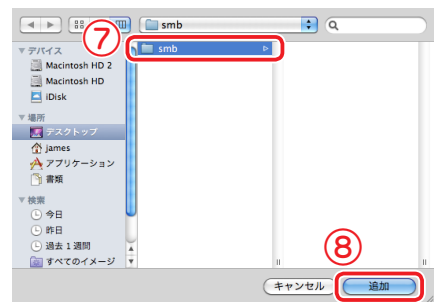 smb
⑦
デバイス
Macintosh HD 2
Macintosh HD
iDisk
場所
デスクトップ
james
アプリケーション
書類
検索
今日
昨日
過去 1 週間
すべてのイメージ
smb
⑧
キャンセル
追加